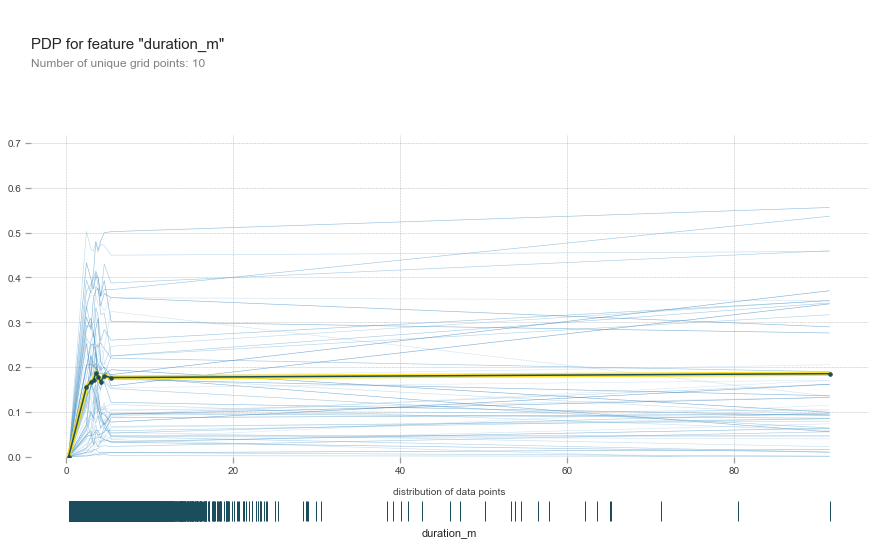 PDP for feature "duration_m"
Number of unique grid points: 10
0.7
0.6
0.5
0.4
0.3
0.2
0.1
0.0
0 20 40 60 80
distribution of data points
duration_m